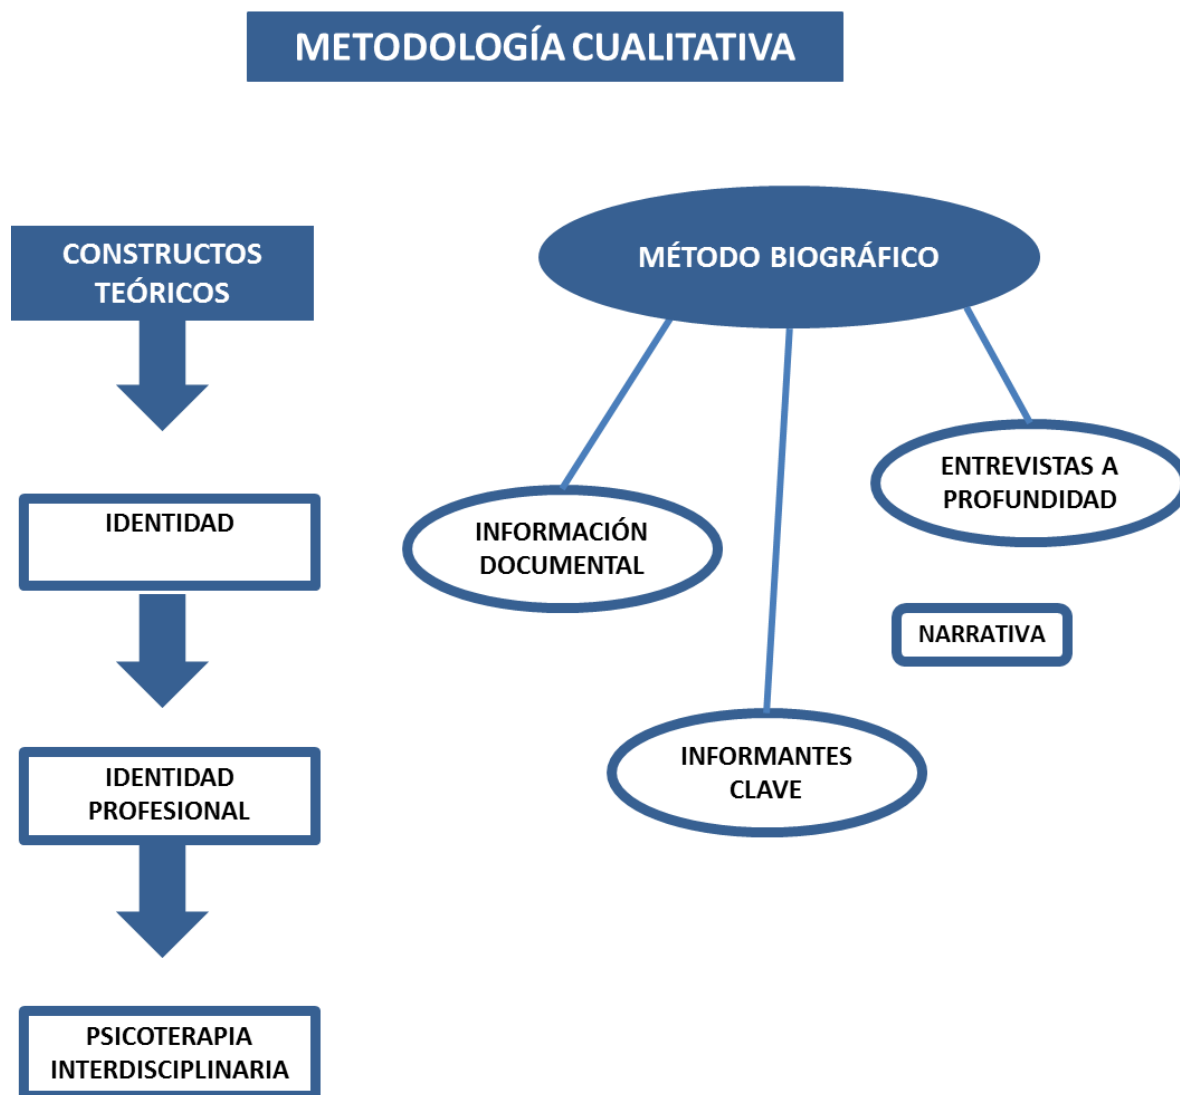 METODOLOGÍA CUALITATIVA
CONSTRUCTOS
TEÓRICOS
IDENTIDAD
IDENTIDAD
PROFESIONAL
PSICOTERAPIA
INTERDISCIPLINARIA
MÉTODO BIOGRÁFICO
INFORMACIÓN
DOCUMENTAL
INFORMANTES
CLAVE
ENTREVISTAS A
PROFUNDIDAD
NARRATIVA